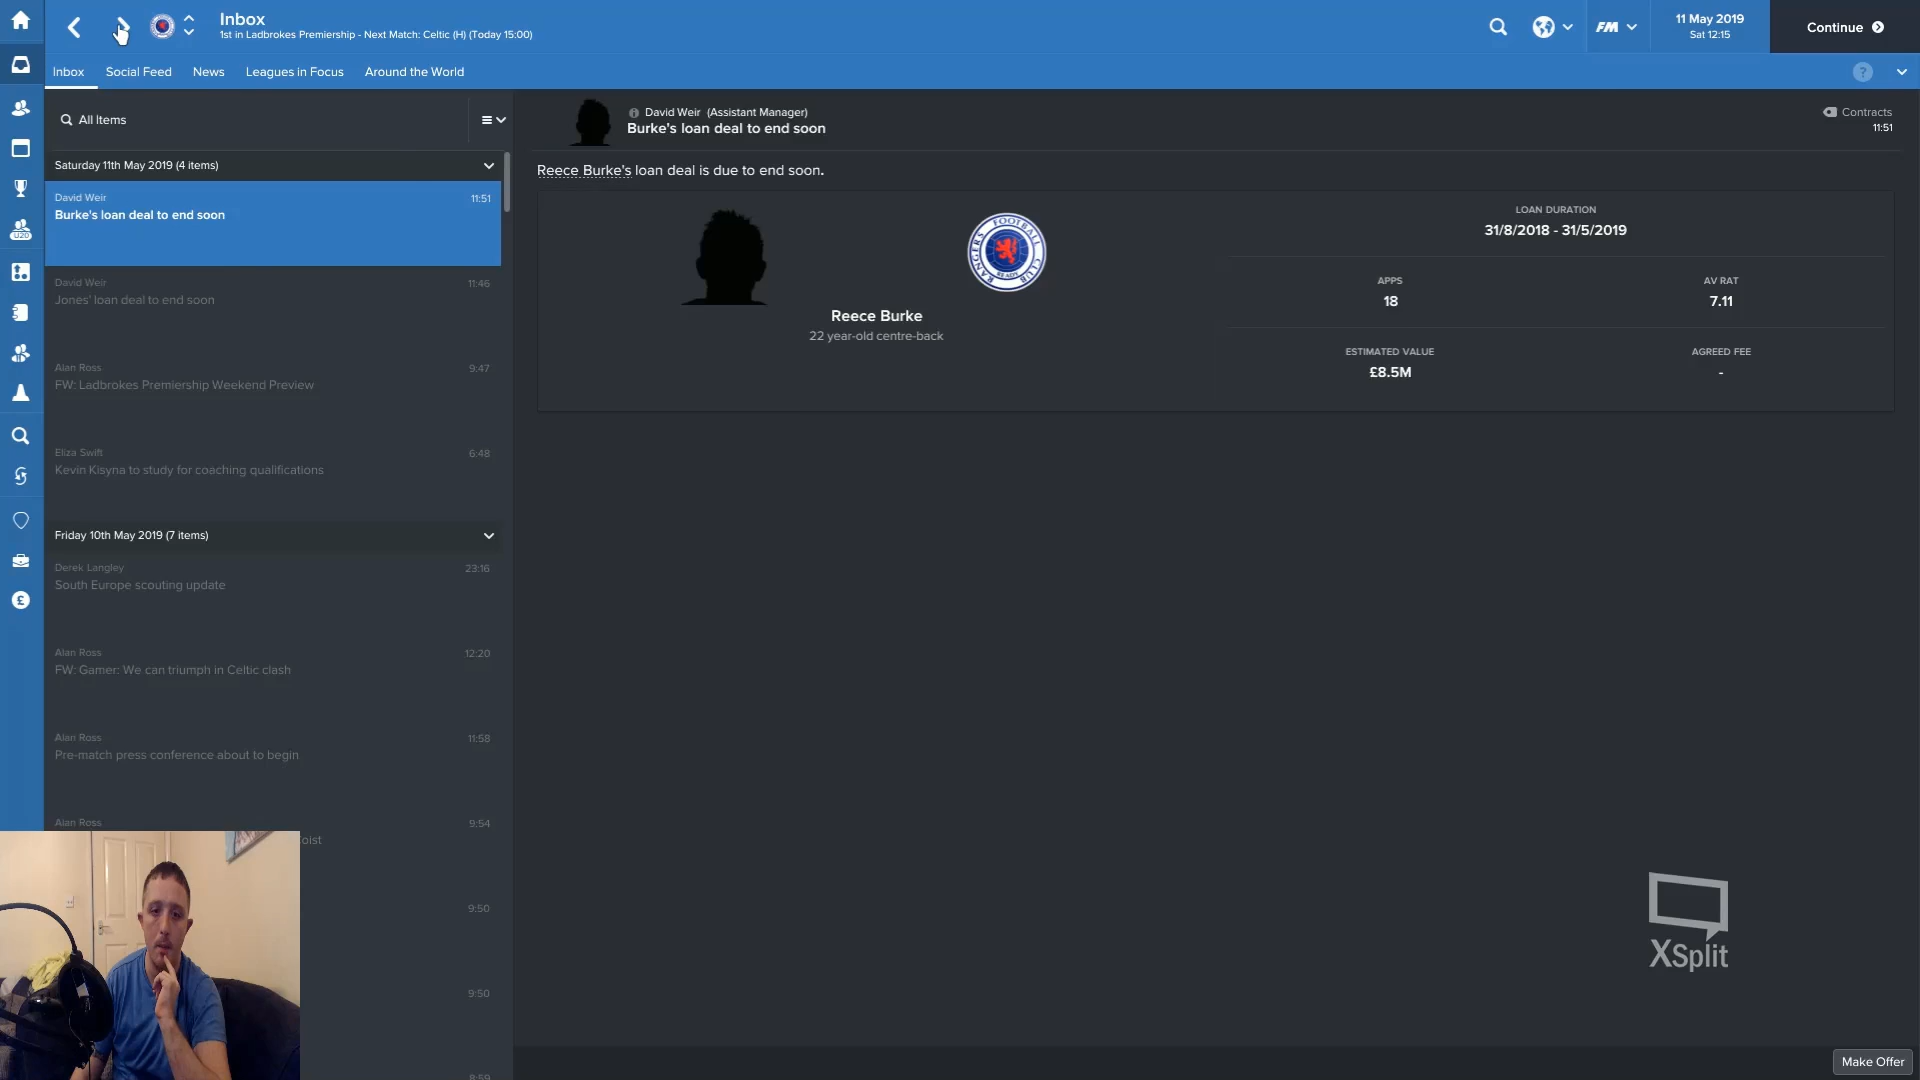 Inbox
1st in Ladbrokes Premiership - Next Match: Celtic (H) (Today 15:00)
FM
11 May 2019
Sat 12:15
Continue
Inbox
Social Feed
News
Leagues in Focus
Around the World
?
All Items
Saturday 11th May 2019 (4 items)
David Weir
11:51
Burke's loan deal to end soon
David Weir
11:46
Jones' loan deal to end soon
Alan Ross
9:47
FW: Ladbrokes Premiership Weekend Preview
Eliza Swift
6:48
Kevin Kisyna to study for coaching qualifications
Friday 10th May 2019 (7 items)
Derek Langley
23:16
South Europe scouting update
Alan Ross
12:20
FW: Gamer: We can triumph in Celtic clash
Alan Ross
11:58
Pre-match press conference about to begin
Alan Ross
9:54
oist
9:50
9:50
8:59
U20
£
David Weir (Assistant Manager)
Burke's loan deal to end soon
Contracts
11:51
Reece Burke's loan deal is due to end soon.
RANGERS FOOTBALL CLUB
READY
Reece Burke
22 year-old centre-back
LOAN DURATION
31/8/2018 - 31/5/2019
APPS
18
AV RAT
7.11
ESTIMATED VALUE
£8.5M
AGREED FEE
-
XSplit
Make Offer